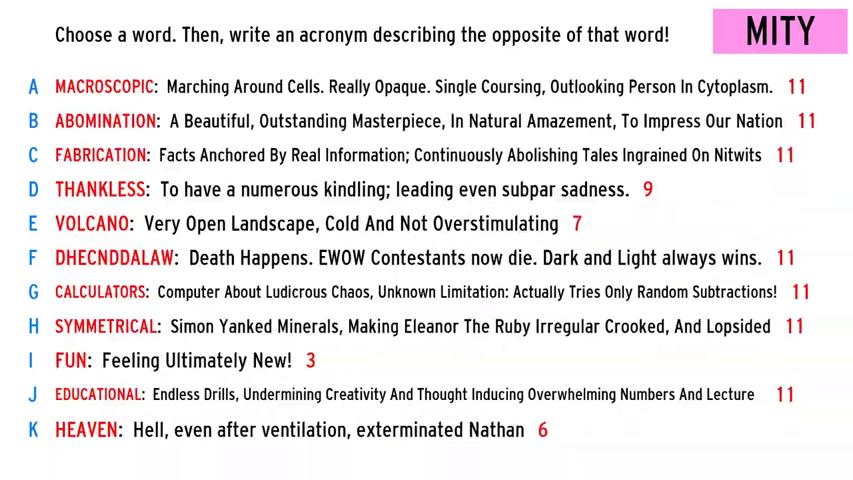 Choose a word. Then, write an acronym describing the opposite of that word!
MITY
A MACROSCOPIC: Marching Around Cells. Really Opaque. Single Coursing, Outlooking Person In Cytoplasm. 11
B ABOMINATION: A Beautiful, Outstanding Masterpiece, In Natural Amazement, To Impress Our Nation 11
C FABRICATION: Facts Anchored By Real Information; Continuously Abolishing Tales Ingrained On Nitwits 11
D THANKLESS: To have a numerous kindling; leading even subpar sadness. 9
E VOLCANO: Very Open Landscape, Cold And Not Overstimulating 7
F DHECNDDALAW: Death Happens. EWOW Contestants now die. Dark and Light always wins. 11
G CALCULATORS: Computer About Ludicrous Chaos, Unknown Limitation: Actually Tries Only Random Subtractions! 11
H SYMMETRICAL: Simon Yanked Minerals, Making Eleanor The Ruby Irregular Crooked, And Lopsided 11
I FUN: Feeling Ultimately New! 3
J EDUCATIONAL: Endless Drills, Undermining Creativity And Thought Inducing Overwhelming Numbers And Lecture 11
K HEAVEN: Hell, even after ventilation, exterminated Nathan 6